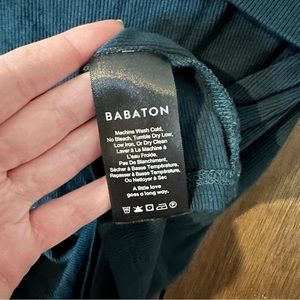 BABATON
Machine Wash Cold,
No Bleach, Tumble Dry Low,
Low Iron, Or Dry Clean
Laver À La Machine À
L'eau Froide,
Pas De Blanchiment,
Sécher À Basse Température,
Repasser À Basse Température,
Ou Nettoyer À Sec
A little love
goes a long way.